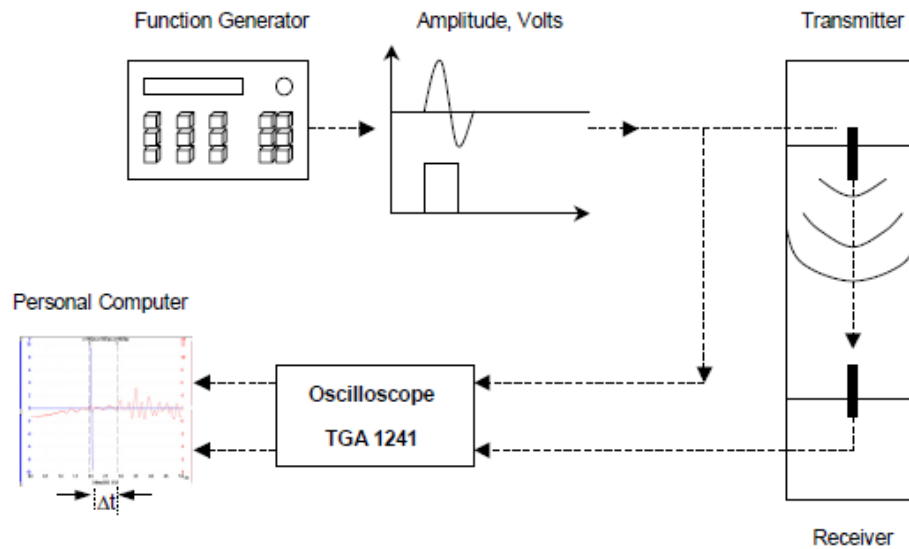 Function Generator
Amplitude, Volts
Transmitter
Personal Computer
Oscilloscope
TGA 1241
Δt
Receiver